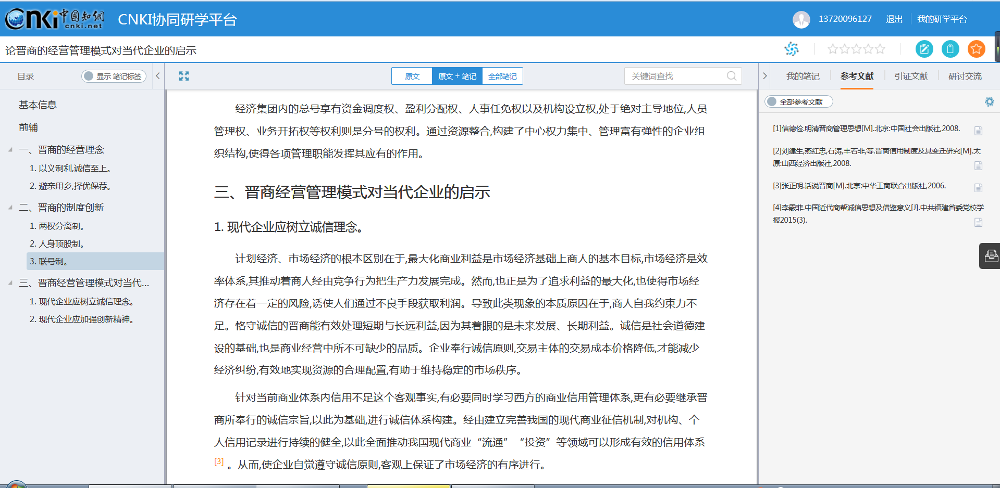 Cnki中国知网
cnki.net
CNKI协同研学平台
13720096127
退出
我的研学平台
论晋商的经营管理模式对当代企业的启示
目录
显示 笔记标签
原文
原文 + 笔记
全部笔记
关键词查找
我的笔记
参考文献
引证文献
研讨交流
基本信息
前辅
一、晋商的经营理念
1. 以义制利,诚信至上。
2. 避亲用乡,择优保荐。
二、晋商的制度创新
1. 两权分离制。
2. 人身顶股制。
3. 联号制。
三、晋商经营管理模式对当代...
1. 现代企业应树立诚信理念。
2. 现代企业应加强创新精神。
经济集团内的总号享有资金调度权、盈利分配权、人事任免权以及机构设立权,处于绝对主导地位,人员
管理权、业务开拓权等权利则是分号的权利。通过资源整合,构建了中心权力集中、管理富有弹性的企业组
织结构,使得各项管理职能发挥其应有的作用。
三、晋商经营管理模式对当代企业的启示
1. 现代企业应树立诚信理念。
计划经济、市场经济的根本区别在于,最大化商业利益是市场经济基础上商人的基本目标,市场经济是效
率体系,其推动着商人经由竞争行为把生产力发展完成。然而,也正是为了追求利益的最大化,也使得市场经
济存在着一定的风险,诱使人们通过不良手段获取利润。导致此类现象的本质原因在于,商人自我约束力不
足。恪守诚信的晋商能有效处理短期与长远利益,因为其着眼的是未来发展、长期利益。诚信是社会道德建
设的基础,也是商业经营中所不可缺少的品质。企业奉行诚信原则,交易主体的交易成本价格降低,才能减少
经济纠纷,有效地实现资源的合理配置,有助于维持稳定的市场秩序。
针对当前商业体系内信用不足这个客观事实,有必要同时学习西方的商业信用管理体系,更有必要继承晋
商所奉行的诚信宗旨,以此为基础,进行诚信体系构建。经由建立完善我国的现代商业征信机制,对机构、个
人信用记录进行持续的健全,以此全面推动我国现代商业“流通”“投资”等领域可以形成有效的信用体系
[3] 。从而,使企业自觉遵守诚信原则,客观上保证了市场经济的有序进行。
全部参考文献
[1]信德俭.明清晋商管理思想[M].北京:中国社会出版社,2008.
[2]刘建生,燕红忠,石涛,丰若非,等.晋商信用制度及其变迁研究[M].太
原:山西经济出版社,2008.
[3]张正明.话说晋商[M].北京:中华工商联合出版社,2006.
[4]李霞菲.中国近代商帮诚信思想及借鉴意义[J].中共福建省委党校学
报2015(3).